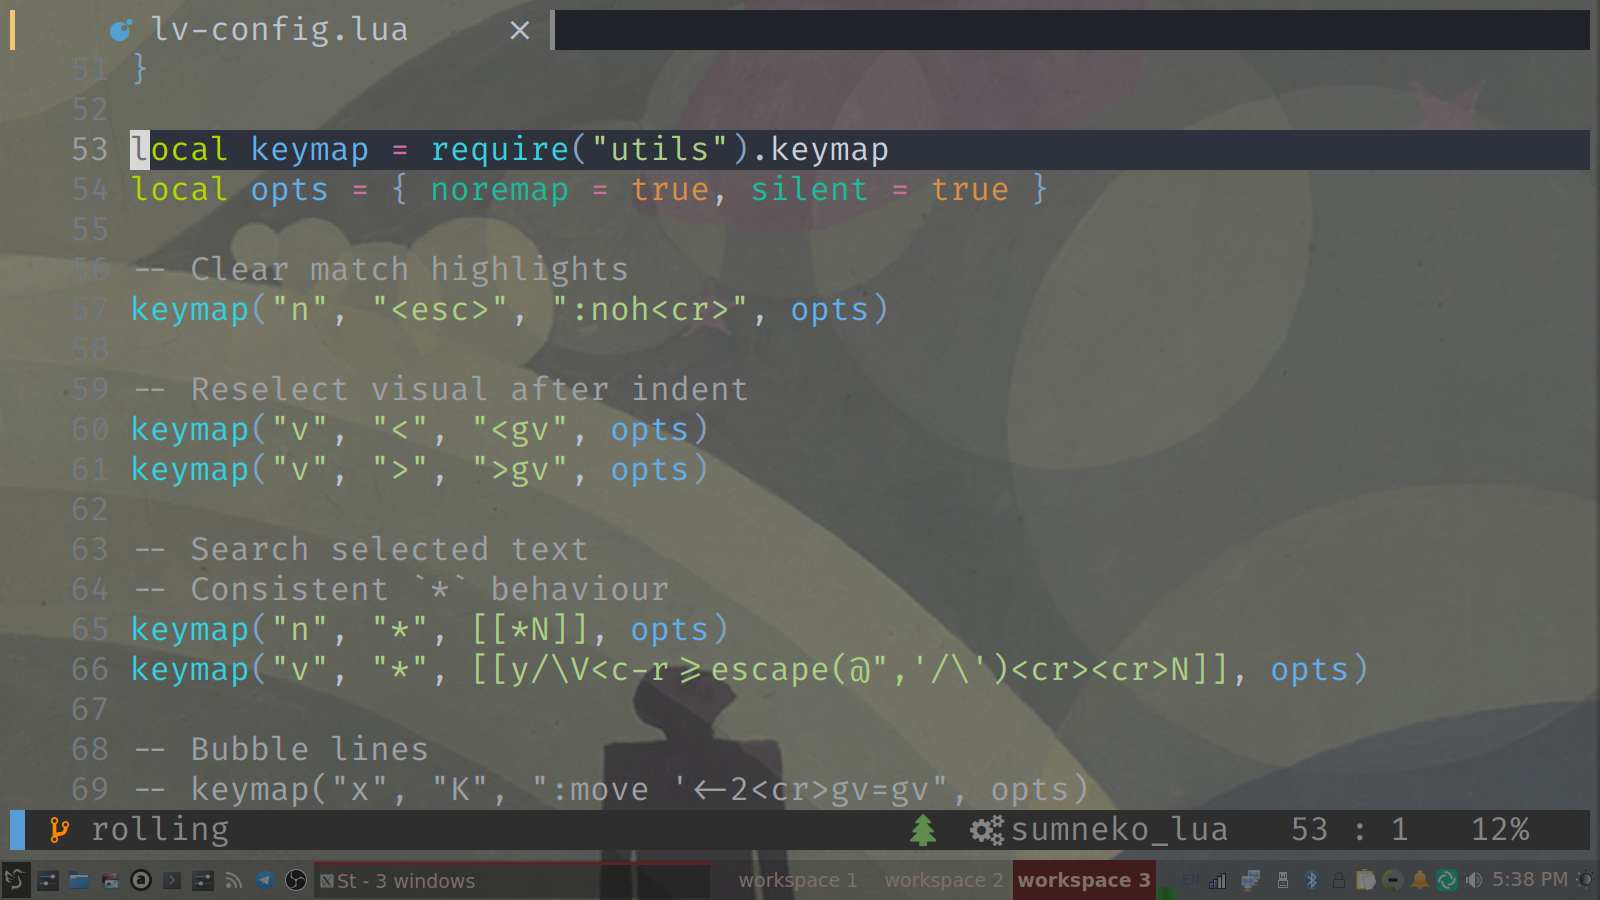 lv-config.lua ×
51 }
52
53 local keymap = require("utils").keymap
54 local opts = { noremap = true, silent = true }
55
56 -- Clear match highlights
57 keymap("n", "<esc>", ":noh<cr>", opts)
58
59 -- Reselect visual after indent
60 keymap("v", "<", "<gv", opts)
61 keymap("v", ">", ">gv", opts)
62
63 -- Search selected text
64 -- Consistent `*` behaviour
65 keymap("n", "*", [[*N]], opts)
66 keymap("v", "*", [[y/\V<c-r>=escape(@",'/\')<cr><cr>N]], opts)
67
68 -- Bubble lines
69 -- keymap("x", "K", ":move '<-2<cr>gv=gv", opts)
rolling sumneko_lua 53 : 1 12%
St - 3 windows workspace 1 workspace 2 workspace 3 EN 5:38 PM